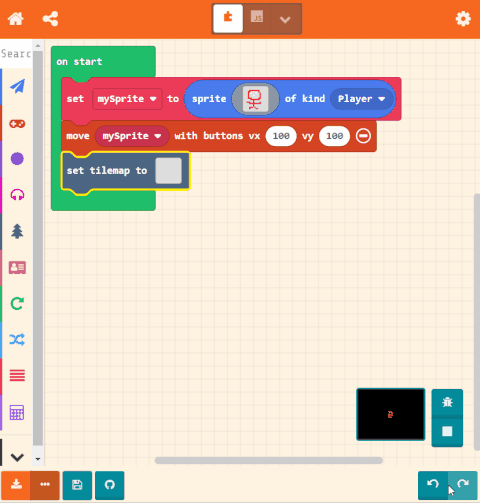 JS
Searc
on start
set mySprite to sprite of kind Player
move mySprite with buttons vx 100 vy 100
set tilemap to